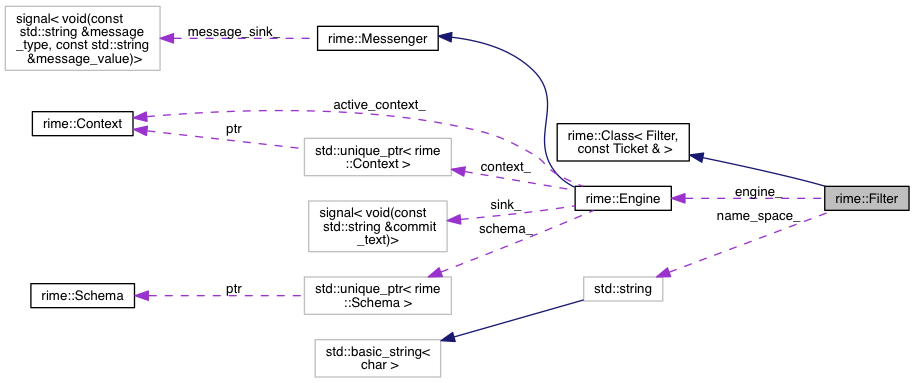 signal< void(const
std::string &message
_type, const std::string
&message_value)>
message_sink_
rime::Messenger
rime::Context
active_context_
ptr
std::unique_ptr< rime
::Context >
context_
rime::Class< Filter,
const Ticket & >
signal< void(const
std::string &commit
_text)>
sink_
schema_
rime::Engine
engine_
rime::Filter
name_space_
rime::Schema
ptr
std::unique_ptr< rime
::Schema >
std::string
std::basic_string<
char >